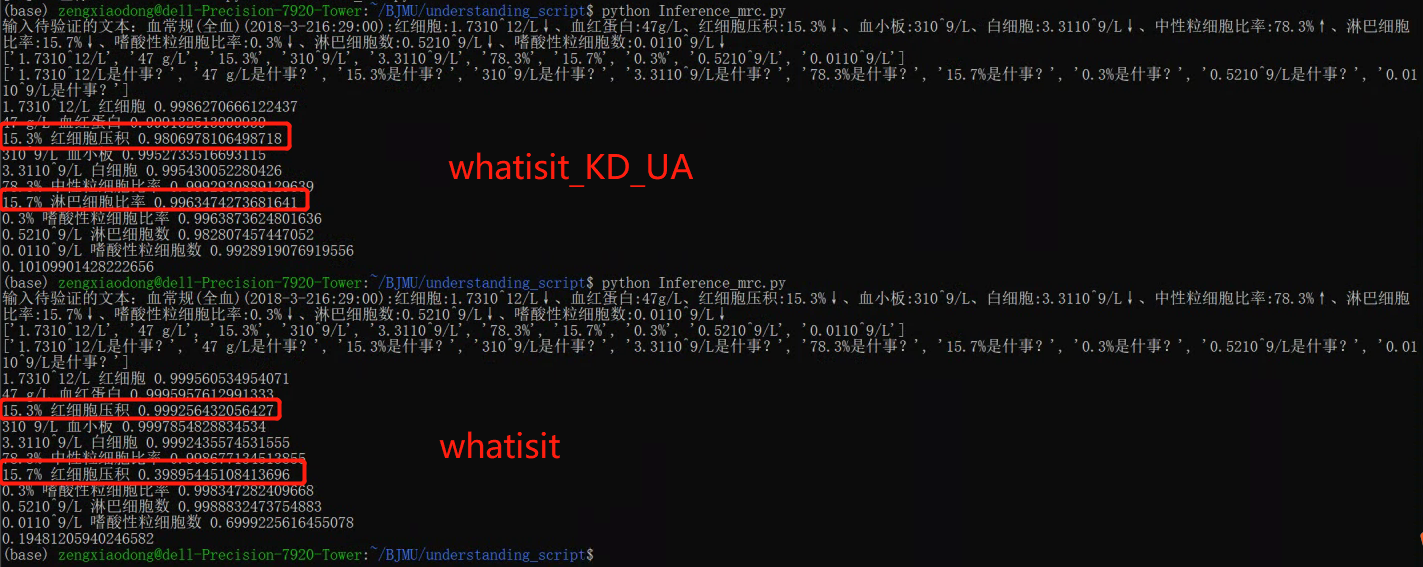 (base) zengxiaodong@dell-Precision-7920-Tower:~/BJMU/understanding_script$ python Inference_mrc.py
输入待验证的文本：血常规(全血)(2018-3-216:29:00):红细胞:1.7310^12/L↓、血红蛋白:47g/L、红细胞压积:15.3%↓、血小板:310^9/L、白细胞:3.3110^9/L↓、中性粒细胞比率:78.3%↑、淋巴细胞
比率:15.7%↓、嗜酸性粒细胞比率:0.3%↓、淋巴细胞数:0.5210^9/L↓、嗜酸性粒细胞数:0.0110^9/L↓
['1.7310^12/L', '47 g/L', '15.3%', '310^9/L', '3.3110^9/L', '78.3%', '15.7%', '0.3%', '0.5210^9/L', '0.0110^9/L']
['1.7310^12/L是什事？', '47 g/L是什事？', '15.3%是什事？', '310^9/L是什事？', '3.3110^9/L是什事？', '78.3%是什事？', '15.7%是什事？', '0.3%是什事？', '0.5210^9/L是什事？', '0.01
10^9/L是什事？']
1.7310^12/L 红细胞 0.9986270666122437
47 g/L 血红蛋白 0.999132513999939
15.3% 红细胞压积 0.9806978106498718
310^9/L 血小板 0.9952733516693115
3.3110^9/L 白细胞 0.995430052280426
whatisit_KD_UA
78.3% 中性粒细胞比率 0.9992930889129639
15.7% 淋巴细胞比率 0.9963474273681641
0.3% 嗜酸性粒细胞比率 0.9963873624801636
0.5210^9/L 淋巴细胞数 0.982807457447052
0.0110^9/L 嗜酸性粒细胞数 0.9928919076919556
0.10109901428222656
(base) zengxiaodong@dell-Precision-7920-Tower:~/BJMU/understanding_script$ python Inference_mrc.py
输入待验证的文本：血常规(全血)(2018-3-216:29:00):红细胞:1.7310^12/L↓、血红蛋白:47g/L、红细胞压积:15.3%↓、血小板:310^9/L、白细胞:3.3110^9/L↓、中性粒细胞比率:78.3%↑、淋巴细胞
比率:15.7%↓、嗜酸性粒细胞比率:0.3%↓、淋巴细胞数:0.5210^9/L↓、嗜酸性粒细胞数:0.0110^9/L↓
['1.7310^12/L', '47 g/L', '15.3%', '310^9/L', '3.3110^9/L', '78.3%', '15.7%', '0.3%', '0.5210^9/L', '0.0110^9/L']
['1.7310^12/L是什事？', '47 g/L是什事？', '15.3%是什事？', '310^9/L是什事？', '3.3110^9/L是什事？', '78.3%是什事？', '15.7%是什事？', '0.3%是什事？', '0.5210^9/L是什事？', '0.01
10^9/L是什事？']
1.7310^12/L 红细胞 0.999560534954071
47 g/L 血红蛋白 0.9995957612991333
15.3% 红细胞压积 0.999256432056427
310^9/L 血小板 0.9997854828834534
3.3110^9/L 白细胞 0.9992435574531555
whatisit
78.3% 中性粒细胞比率 0.998677134513855
15.7% 红细胞压积 0.39895445108413696
0.3% 嗜酸性粒细胞比率 0.998347282409668
0.5210^9/L 淋巴细胞数 0.9988832473754883
0.0110^9/L 嗜酸性粒细胞数 0.6999225616455078
0.19481205940246582
(base) zengxiaodong@dell-Precision-7920-Tower:~/BJMU/understanding_script$